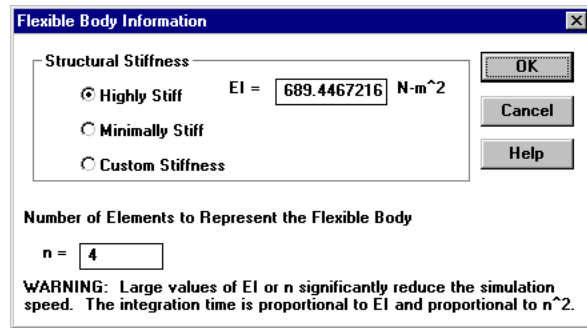 Flexible Body Information
Structural Stiffness
OK
Highly Stiff EI = 689.4467216 N-m^2
Cancel
Minimally Stiff
Help
Custom Stiffness
Number of Elements to Represent the Flexible Body
n = 4
WARNING: Large values of EI or n significantly reduce the simulation
speed. The integration time is proportional to EI and proportional to n^2.